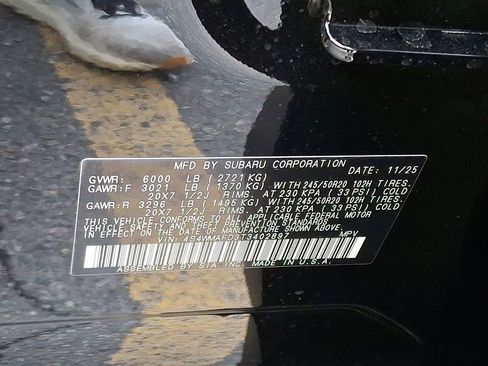 MFD BY SUBARU CORPORATION DATE: 11/25
GVWR: 6000 LB ( 2721 KG)
GAWR:F 3021 LB ( 1370 KG) WITH 245/50R20 102H TIRES,
20X7 1/2J RIMS, AT 230 KPA ( 33 PSI) COLD
GAWR:R 3296 LB ( 1495 KG) WITH 245/50R20 102H TIRES,
20X7 1/2J RIMS, AT 230 KPA ( 33 PSI) COLD
THIS VEHICLE CONFORMS TO ALL APPLICABLE FEDERAL MOTOR
VEHICLE SAFETY, BUMPER, AND THEFT PREVENTION STANDARDS
IN EFFECT ON THE DATE OF MANUFACTURE SHOWN ABOVE.
VIN: 4S4WMAFD3T3402897 MPV
ASSEMBLED BY SIA INC. MADE IN U.S.A.